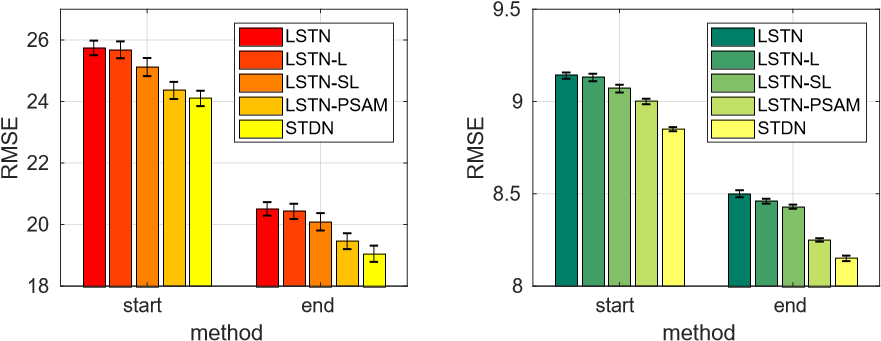 26
24
22
20
18
RMSE
LSTN
LSTN-L
LSTN-SL
LSTN-PSAM
STDN
start
end
method
9.5
9
8.5
8
RMSE
LSTN
LSTN-L
LSTN-SL
LSTN-PSAM
STDN
start
end
method